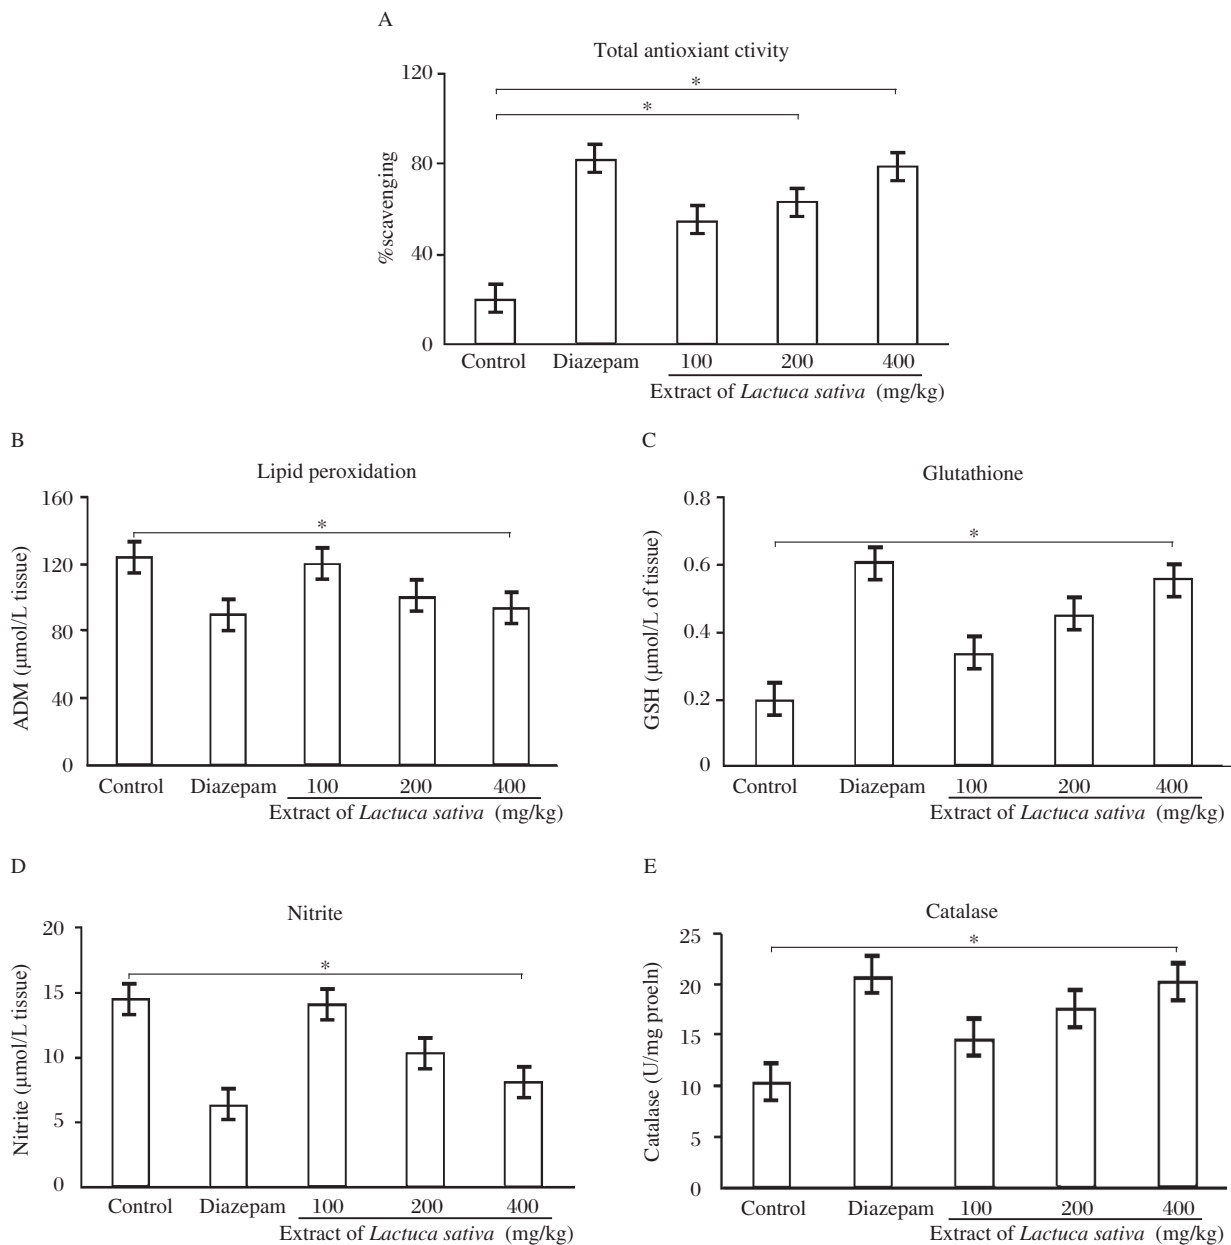 A
Total antioxiant ctivity
120
80
40
0
%scavenging
*
*
Control Diazepam 100 200 400
Extract of Lactuca sativa (mg/kg)
B
Lipid peroxidation
160
120
80
40
0
ADM (μmol/L tissue)
*
Control Diazepam 100 200 400
Extract of Lactuca sativa (mg/kg)
C
Glutathione
0.8
0.6
0.4
0.2
0
GSH (μmol/L of tissue)
*
Control Diazepam 100 200 400
Extract of Lactuca sativa (mg/kg)
D
Nitrite
20
15
10
5
0
Nitrite (μmol/L tissue)
*
Control Diazepam 100 200 400
Extract of Lactuca sativa (mg/kg)
E
Catalase
25
20
15
10
5
0
Catalase (U/mg proeln)
*
Control Diazepam 100 200 400
Extract of Lactuca sativa (mg/kg)